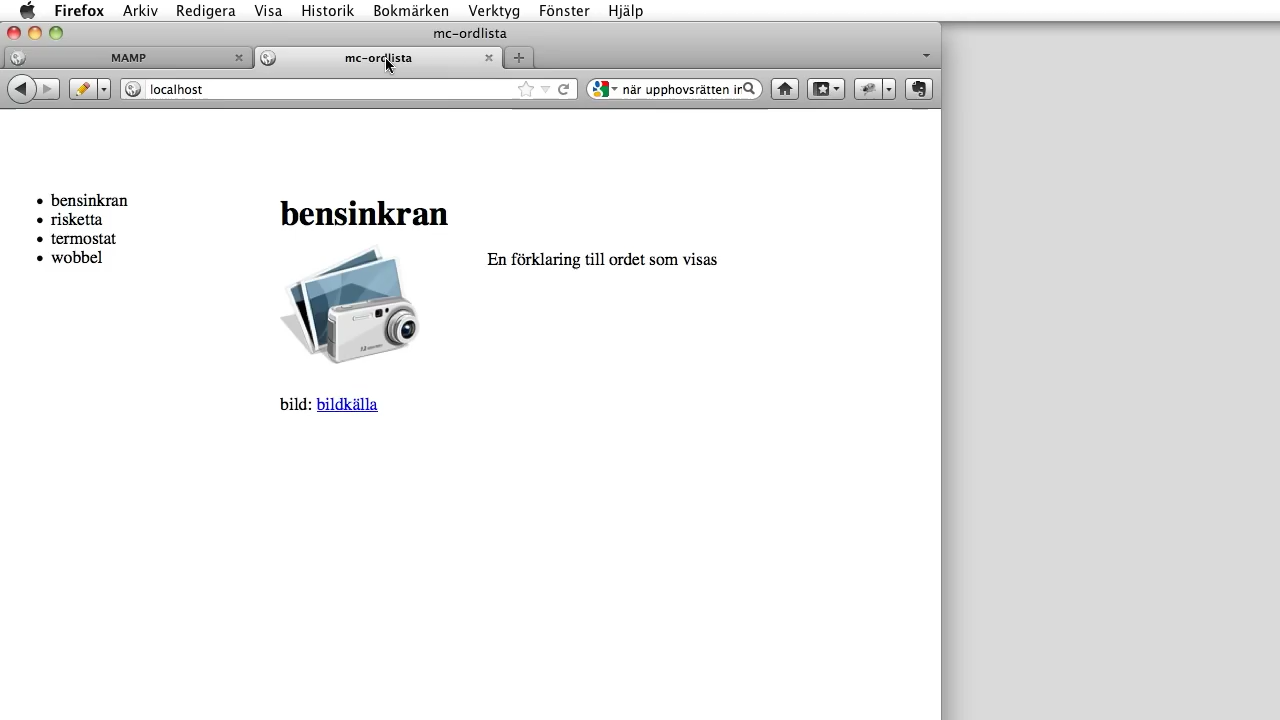 Firefox Arkiv Redigera Visa Historik Bokmärken Verktyg Fönster Hjälp
mc-ordlista
MAMP
mc-ordlista
localhost
när upphovsrätten in
bensinkran
risketta
termostat
wobbel
bensinkran
En förklaring till ordet som visas
bild: bildkälla